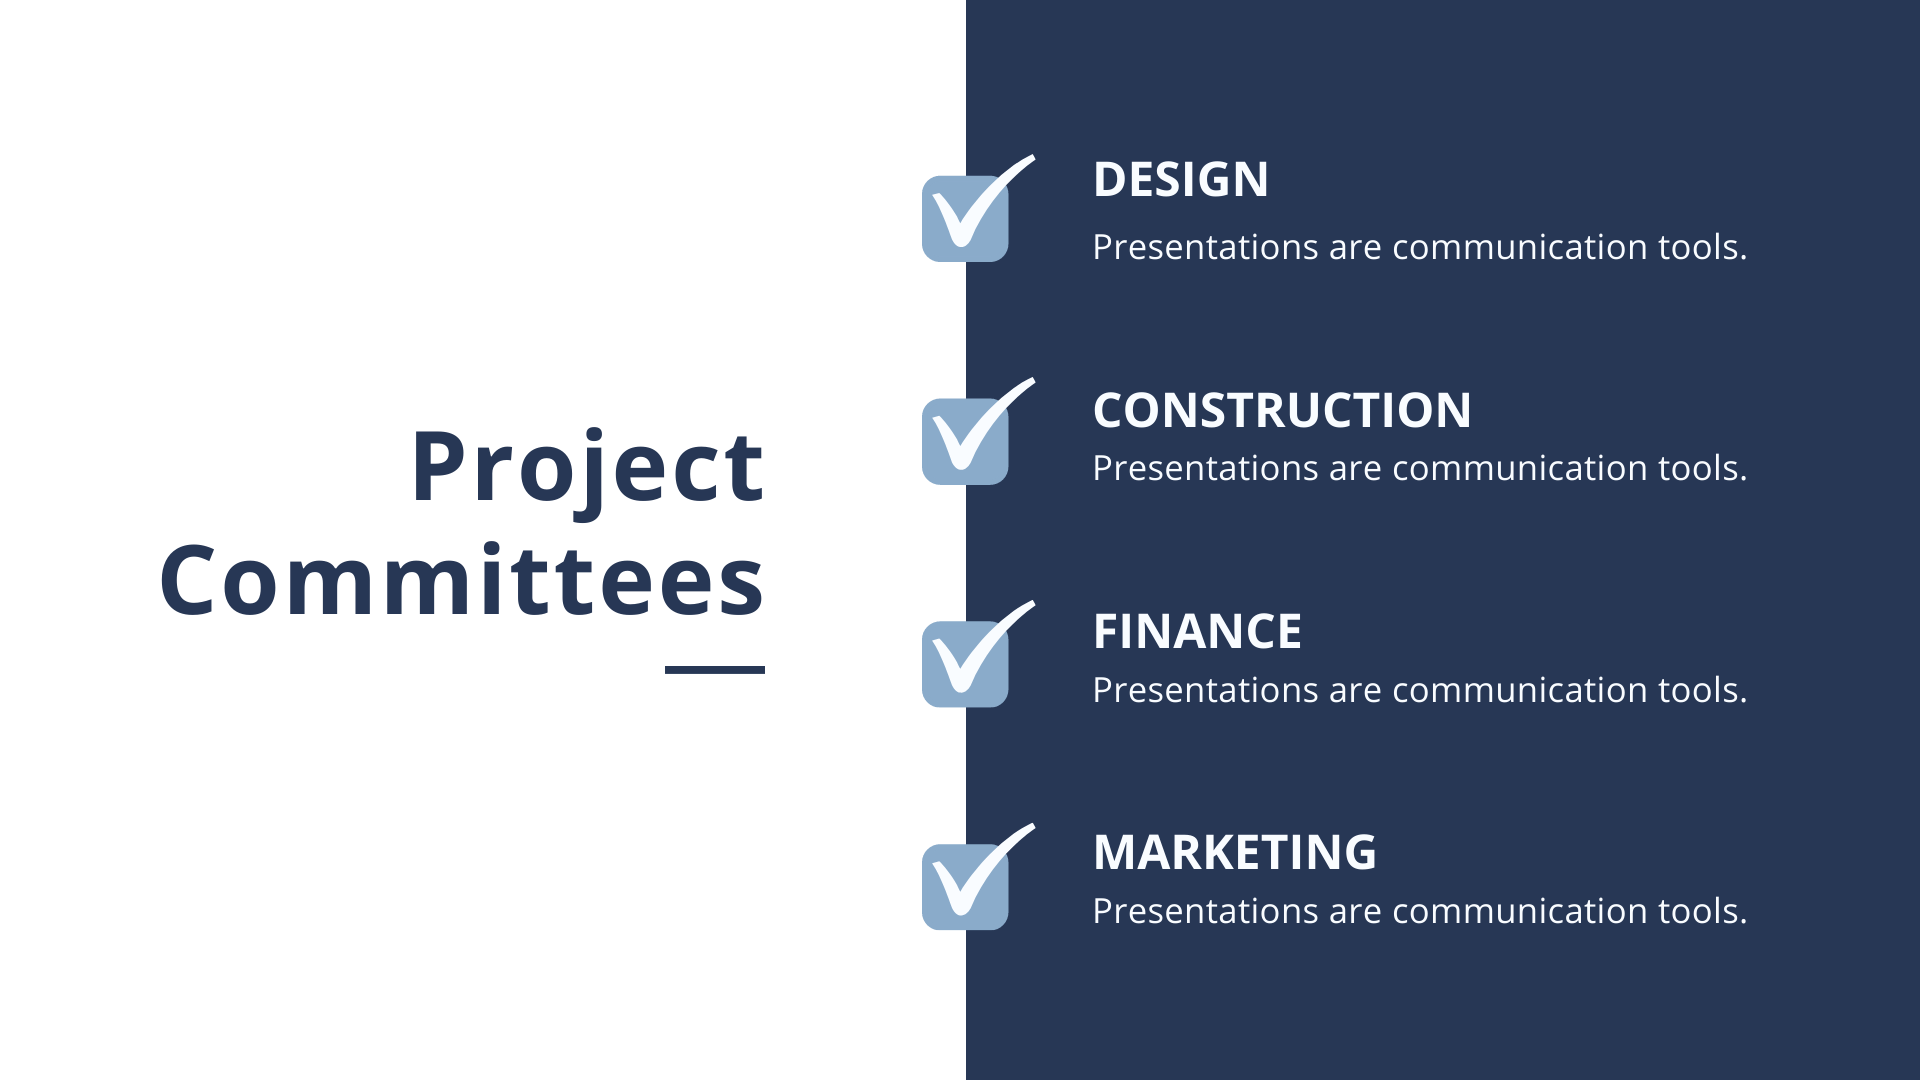 Project
Committees
DESIGN
Presentations are communication tools.
CONSTRUCTION
Presentations are communication tools.
FINANCE
Presentations are communication tools.
MARKETING
Presentations are communication tools.